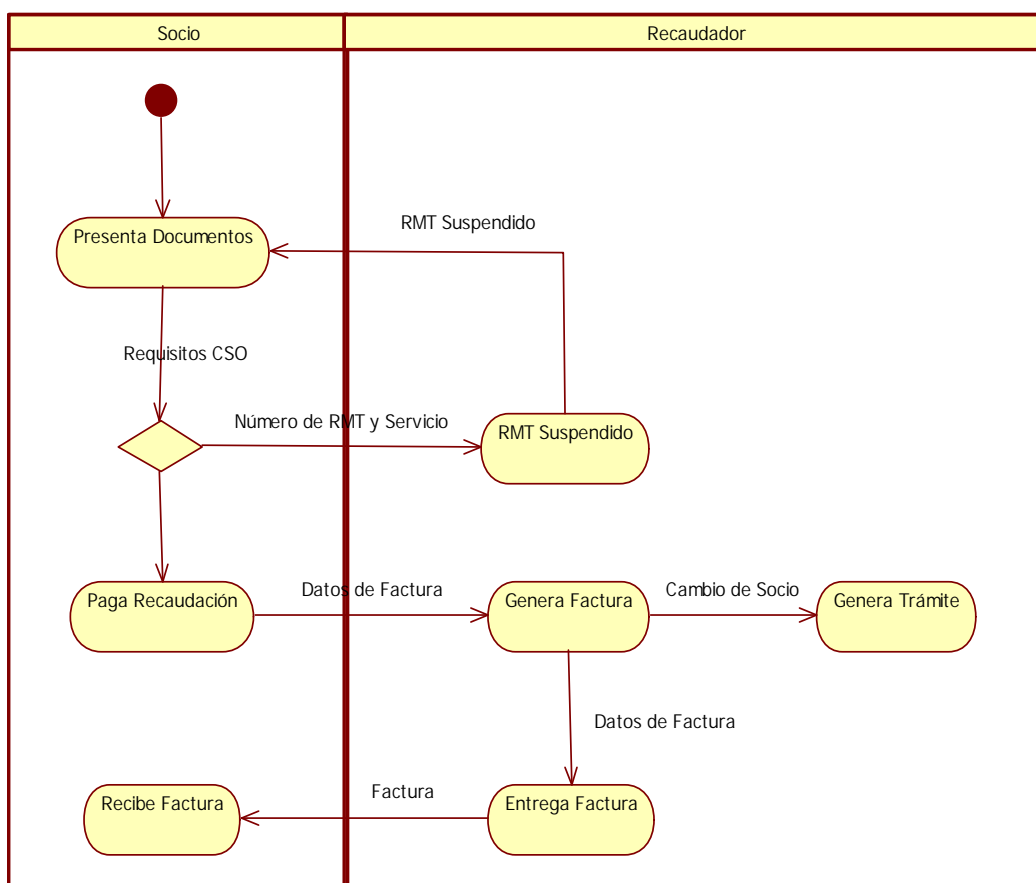 Socio
Recaudador
RMT Suspendido
Presenta Documentos
Requisitos CSO
Número de RMT y Servicio
RMT Suspendido
Paga Recaudación
Datos de Factura
Genera Factura
Cambio de Socio
Genera Trámite
Datos de Factura
Recibe Factura
Factura
Entrega Factura